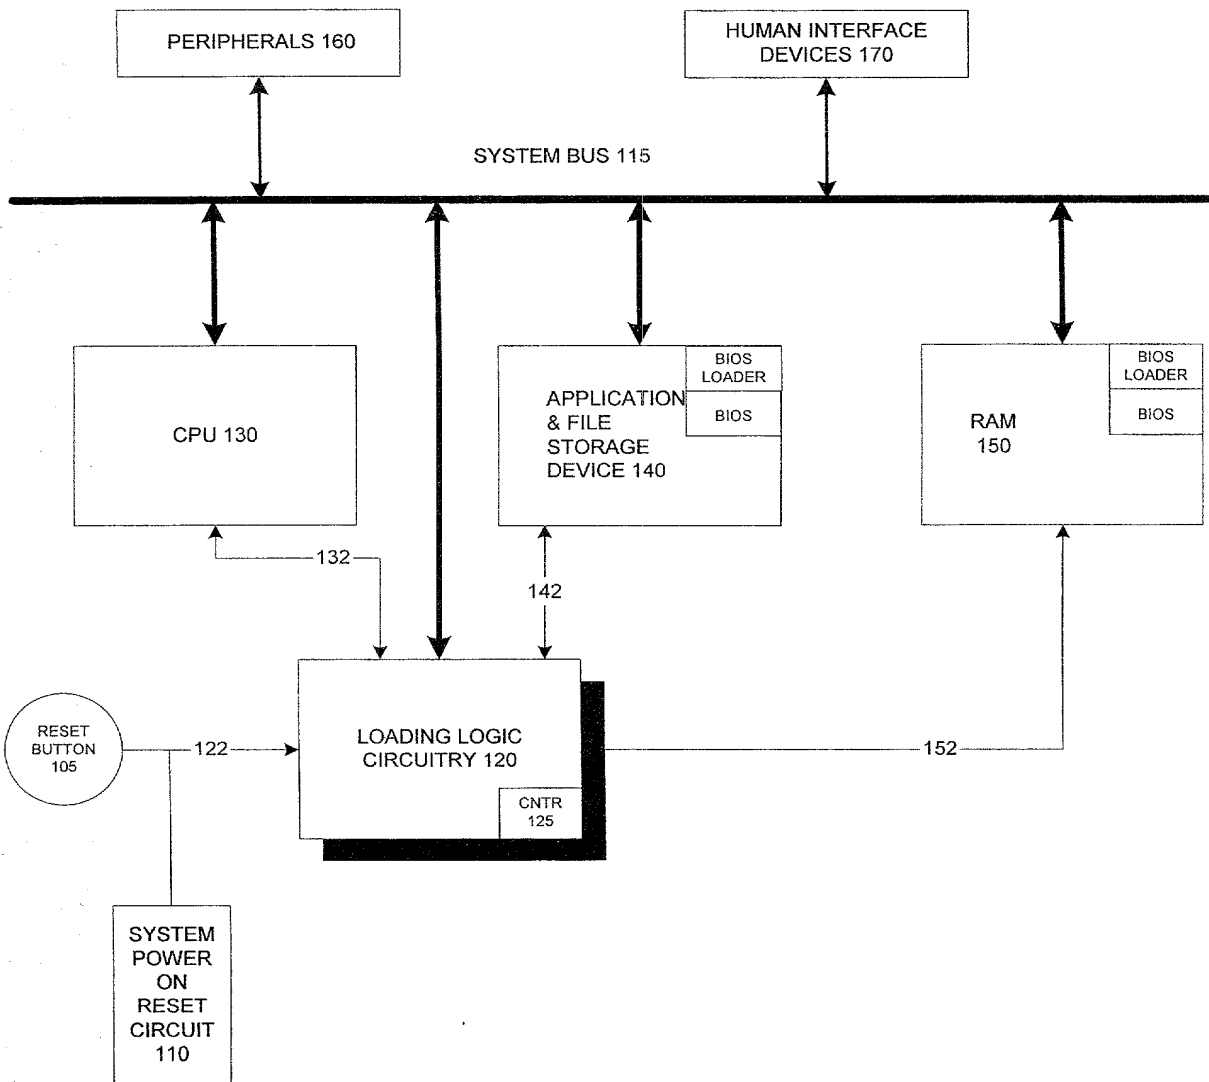 PERIPHERALS 160
HUMAN INTERFACE
DEVICES 170
SYSTEM BUS 115
CPU 130
APPLICATION
& FILE
STORAGE
DEVICE 140
BIOS
LOADER
BIOS
RAM
150
BIOS
LOADER
BIOS
132
142
RESET
BUTTON
105
122
LOADING LOGIC
CIRCUITRY 120
CNTR
125
152
SYSTEM
POWER
ON
RESET
CIRCUIT
110